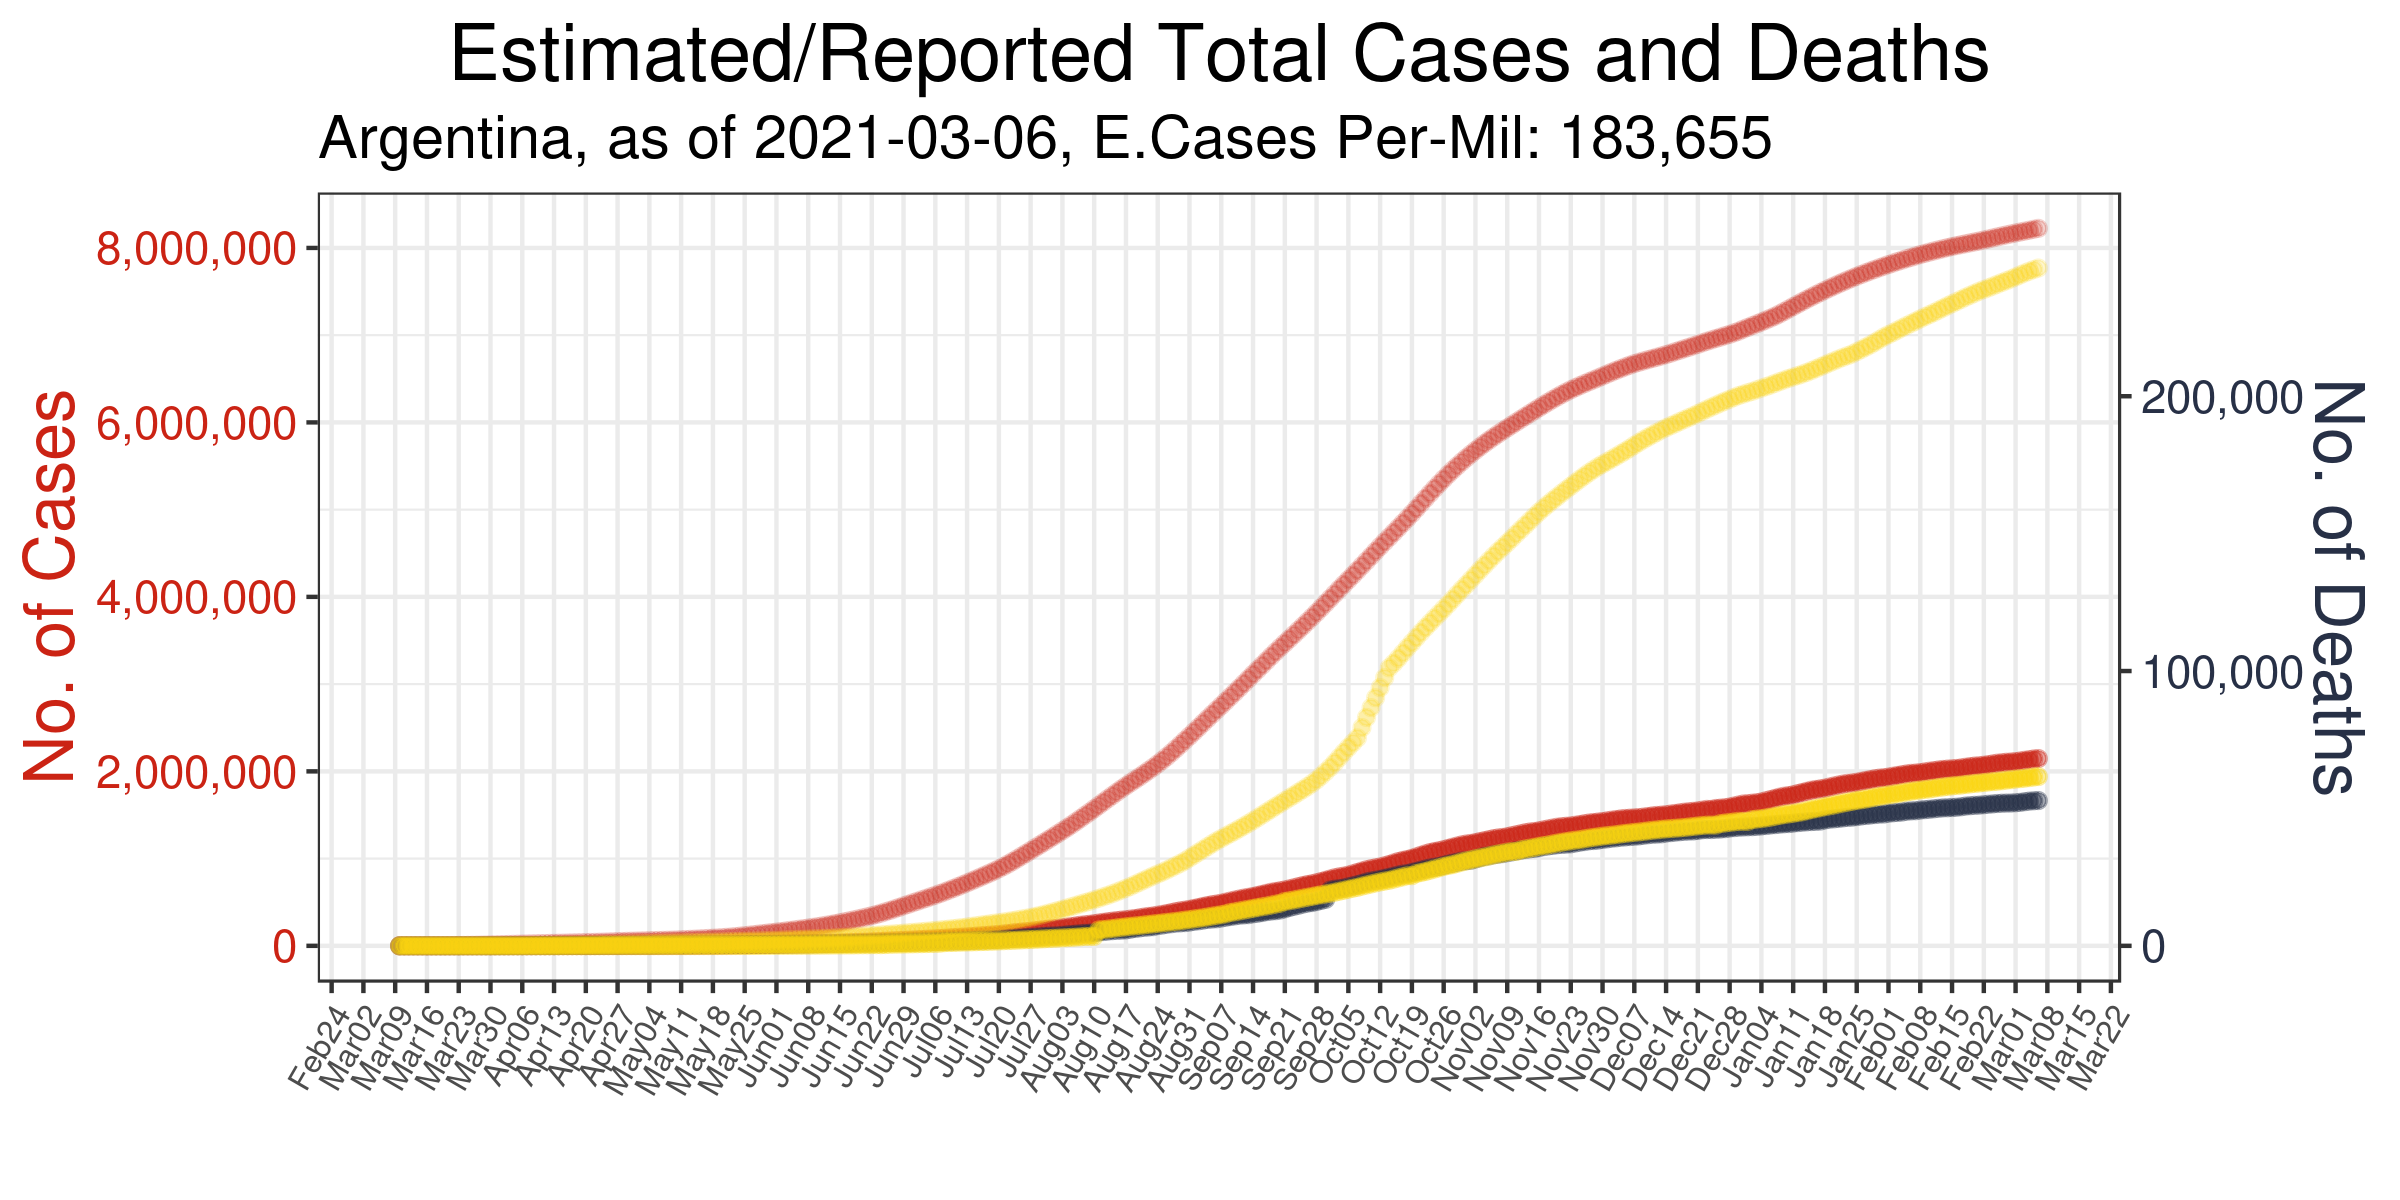 Estimated/Reported Total Cases and Deaths
Argentina, as of 2021-03-06, E.Cases Per-Mil: 183,655
No. of Cases
8,000,000
6,000,000
4,000,000
2,000,000
0
200,000
100,000
0
No. of Deaths
Feb24
Mar02
Mar09
Mar16
Mar23
Mar30
Apr06
Apr13
Apr20
Apr27
May04
May11
May18
May25
Jun01
Jun08
Jun15
Jun22
Jun29
Jul06
Jul13
Jul20
Jul27
Aug03
Aug10
Aug17
Aug24
Aug31
Sep07
Sep14
Sep21
Sep28
Oct05
Oct12
Oct19
Oct26
Nov02
Nov09
Nov16
Nov23
Nov30
Dec07
Dec14
Dec21
Dec28
Jan04
Jan11
Jan18
Jan25
Feb01
Feb08
Feb15
Feb22
Mar01
Mar08
Mar15
Mar22